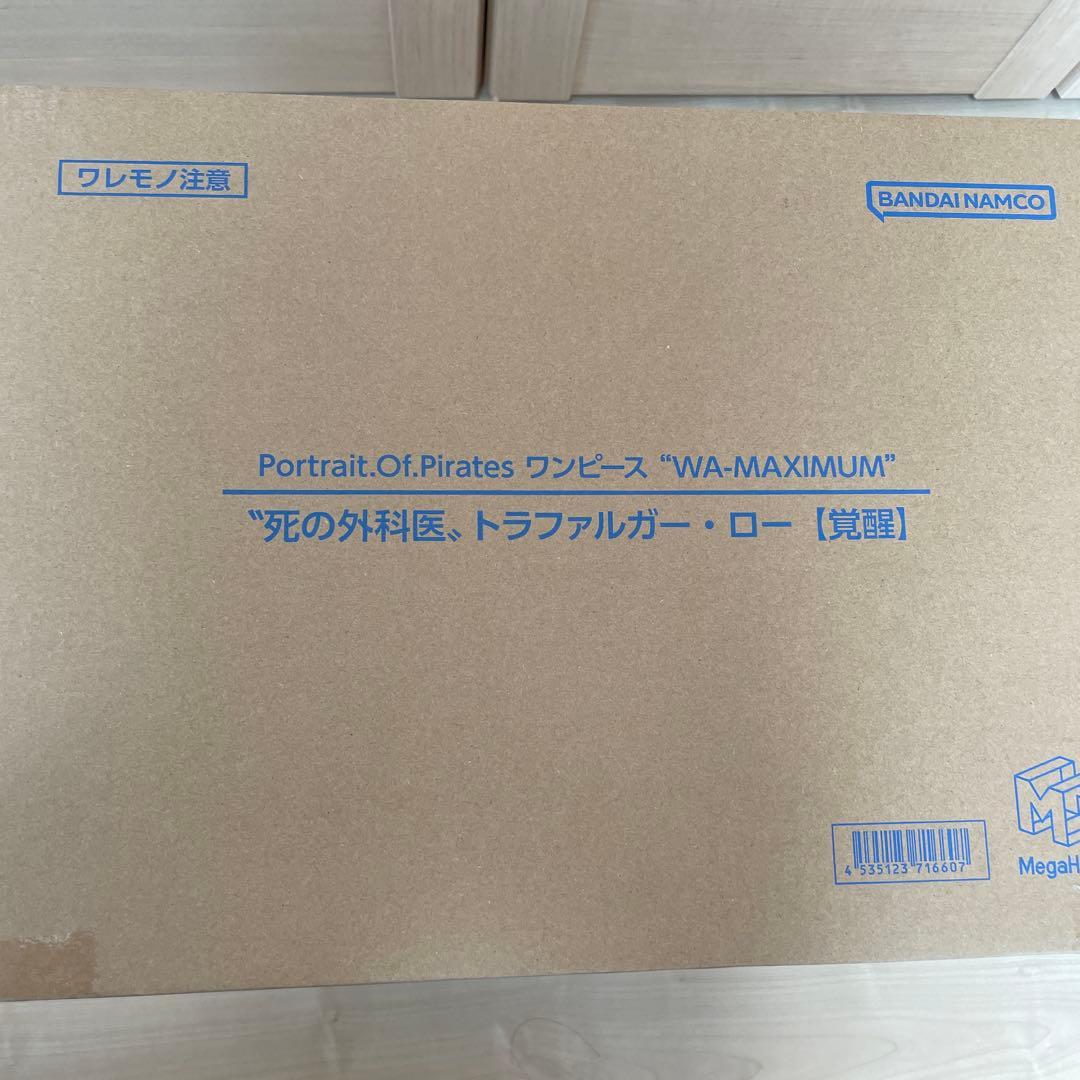 ワレモノ注意
BANDAI NAMCO
Portrait.Of.Pirates ワンピース “WA-MAXIMUM”
〝死の外科医〟トラファルガー・ロー【覚醒】
4 535123 716607
MegaH